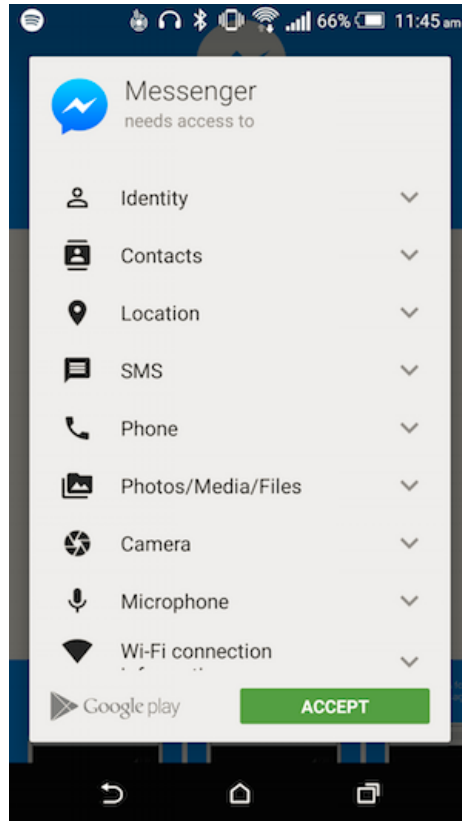 66% 11:45 am
Messenger
needs access to
Identity
Contacts
Location
SMS
Phone
Photos/Media/Files
Camera
Microphone
Wi-Fi connection
Google play
ACCEPT